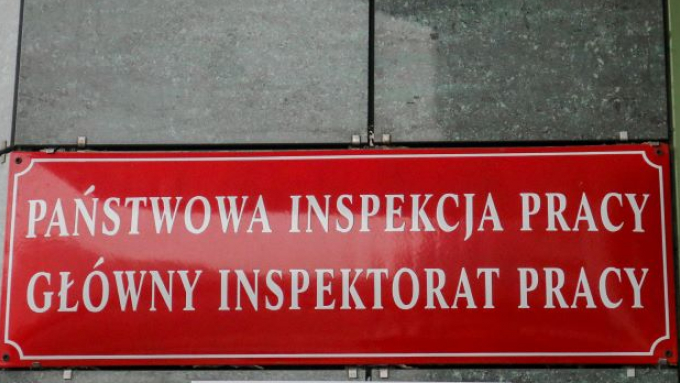 PAŃSTWOWA INSPEKCJA PRACY
GŁÓWNY INSPEKTORAT PRACY